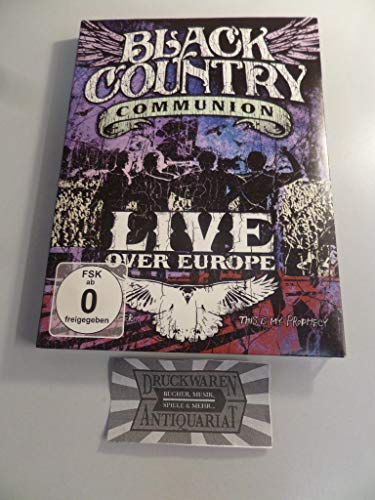 BLACK
COUNTRY
COMMUNION
LIVE
OVER EUROPE
FSK
ab
0
freigegeben
THIS IS MY PROPHECY
DRUCKWAREN
BÜCHER, MUSIK,
SPIELE & MEHR...
ANTIQUARIAT